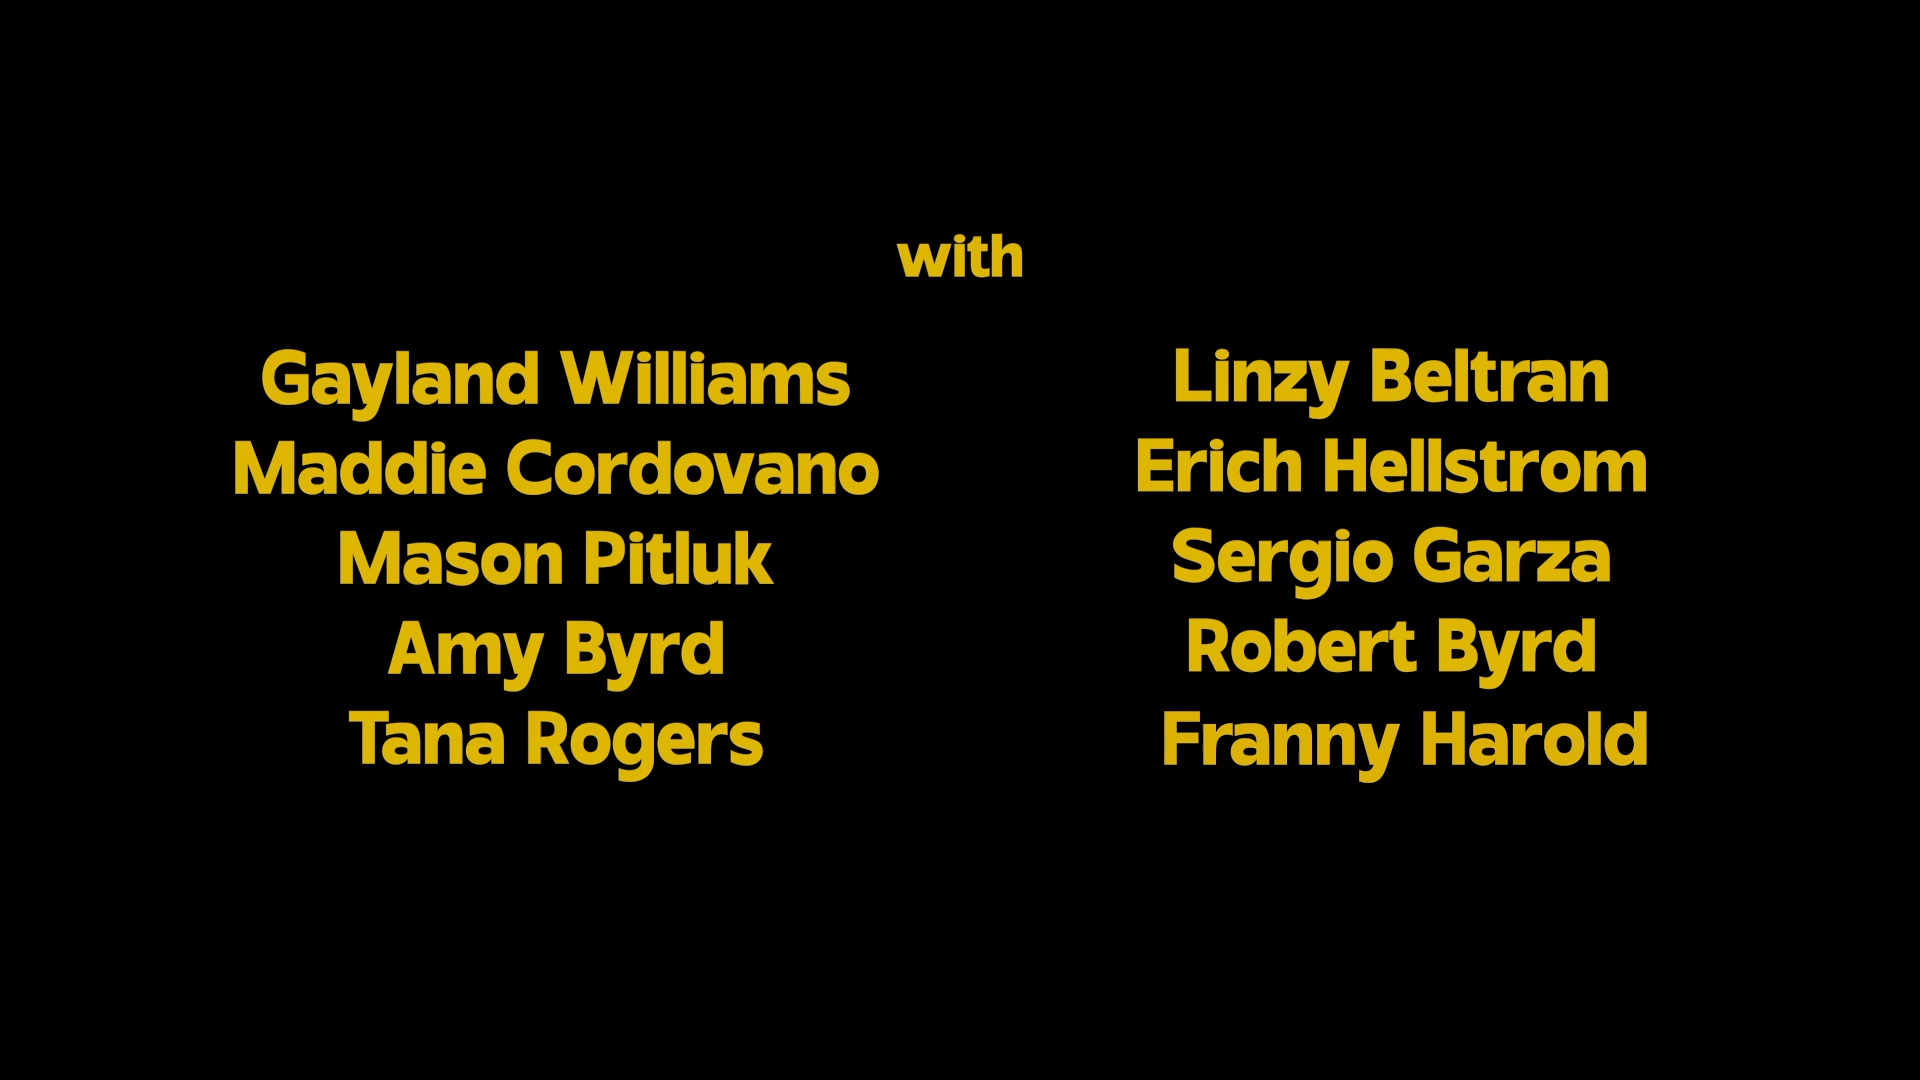 with
Gayland Williams
Maddie Cordovano
Mason Pitluk
Amy Byrd
Tana Rogers
Linzy Beltran
Erich Hellstrom
Sergio Garza
Robert Byrd
Franny Harold